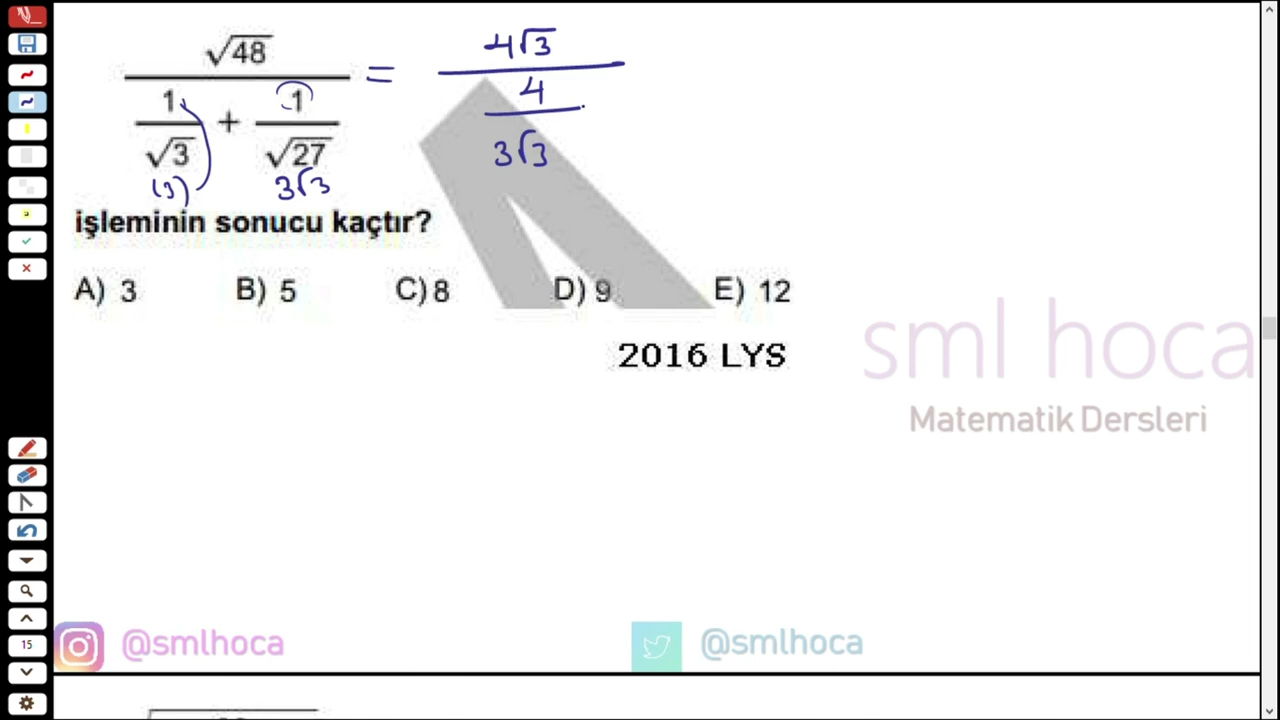 √48 / (1/√3 + 1/√27) = 4√3 / (4 / 3√3)
(3) 3√3
işleminin sonucu kaçtır?
A) 3 B) 5 C) 8 D) 9 E) 12
2016 LYS
sml hoca
Matematik Dersleri
15
@smlhoca @smlhoca